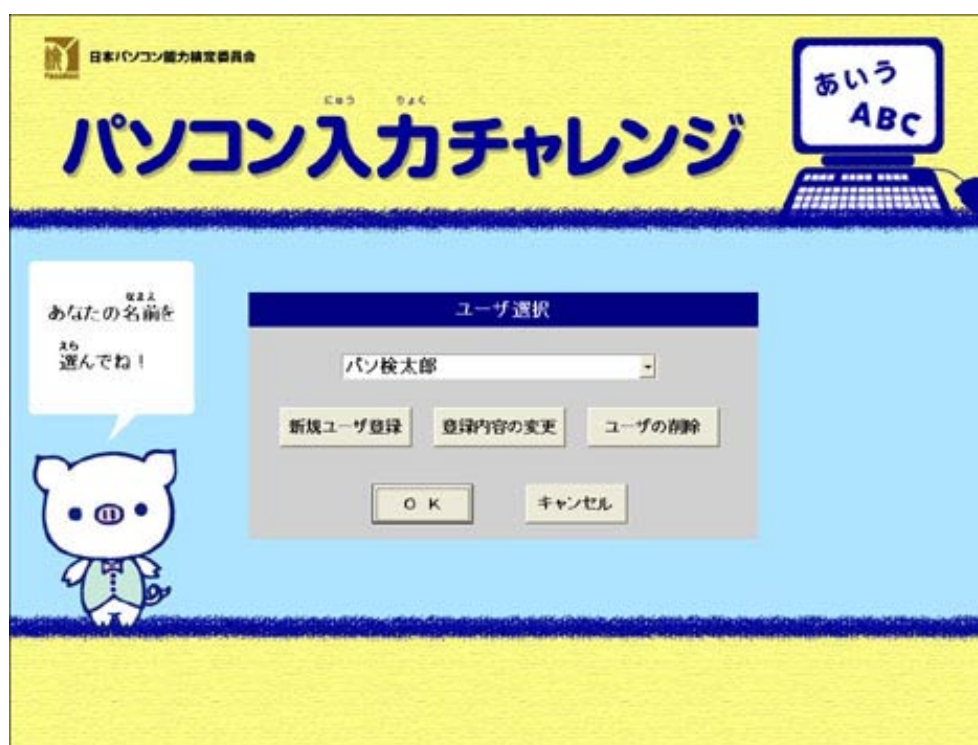 日本パソコン能力検定委員会
にゅう りょく
パソコン入力チャレンジ
あいう
ABC
なまえ
あなたの名前を
えら
選んでね!
ユーザ選択
パソ検太郎
新規ユーザ登録 登録内容の変更 ユーザの削除
OK キャンセル